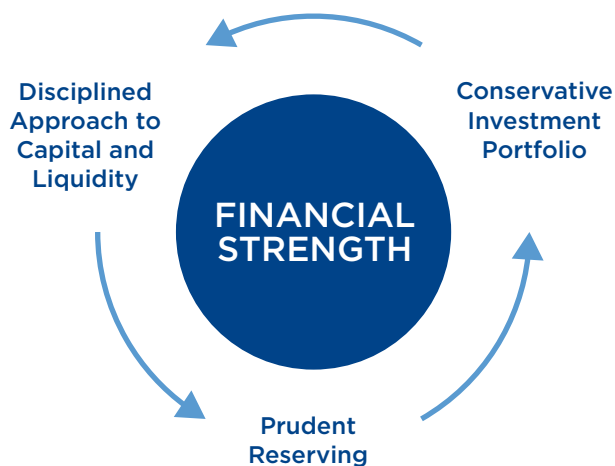 Disciplined
Approach to
Capital and
Liquidity
Conservative
Investment
Portfolio
FINANCIAL
STRENGTH
Prudent
Reserving